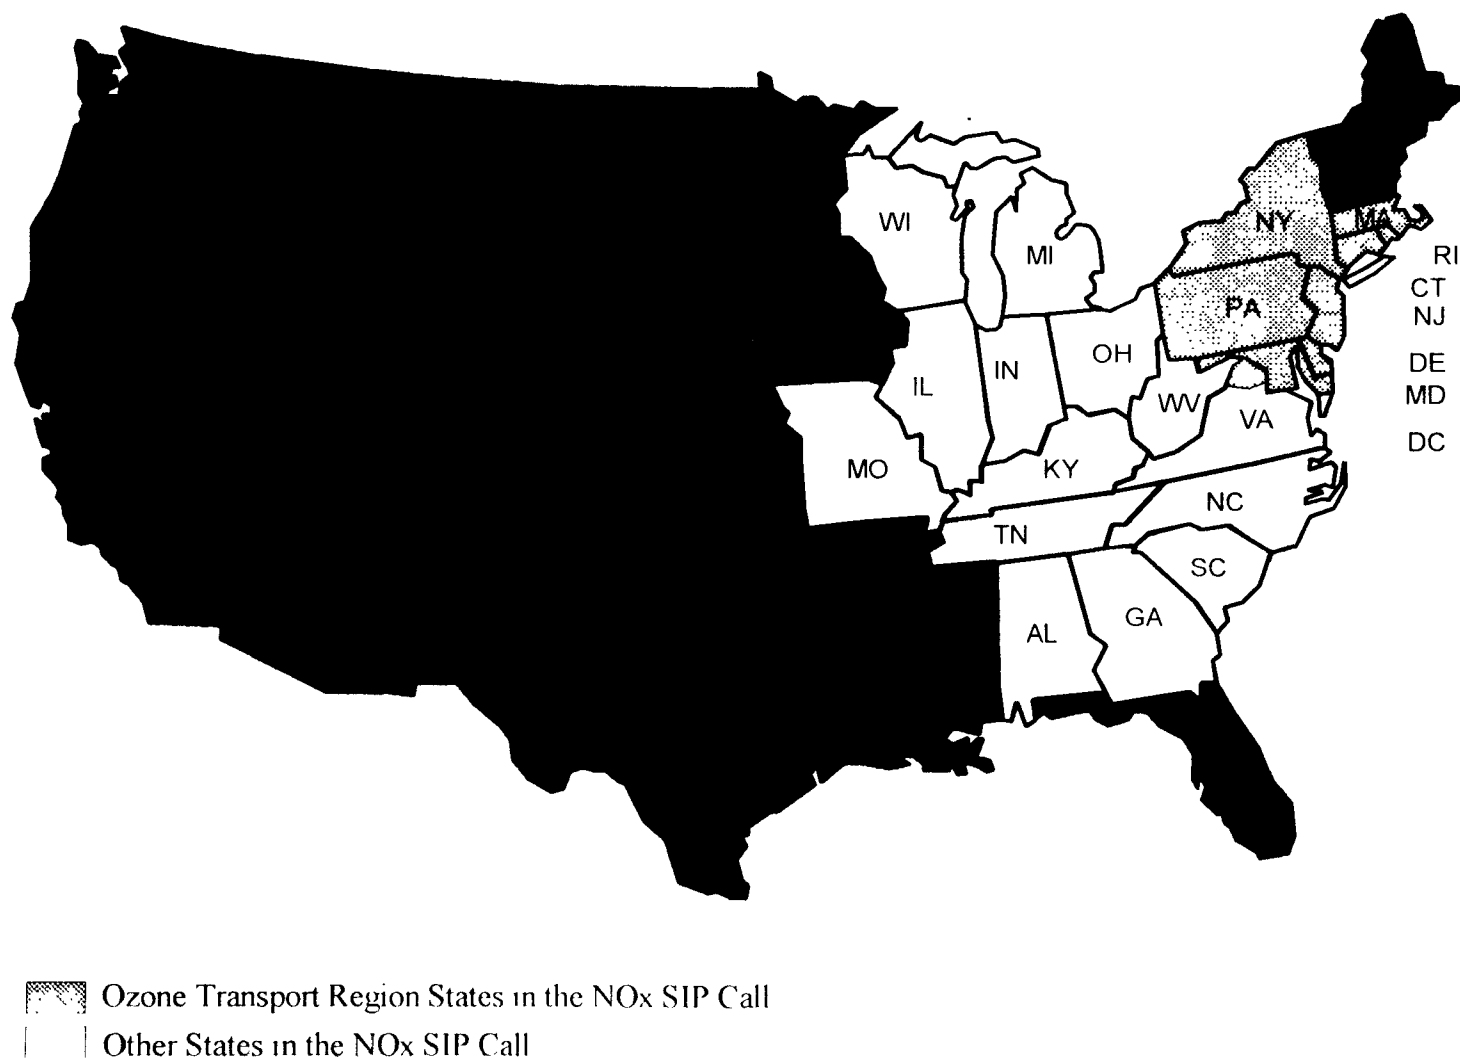 WI
MI
NY
MA
RI
CT
NJ
PA
DE
MD
DC
OH
IN
IL
WV
VA
MO
KY
NC
TN
SC
GA
AL
Ozone Transport Region States in the NOx SIP Call
Other States in the NOx SIP Call